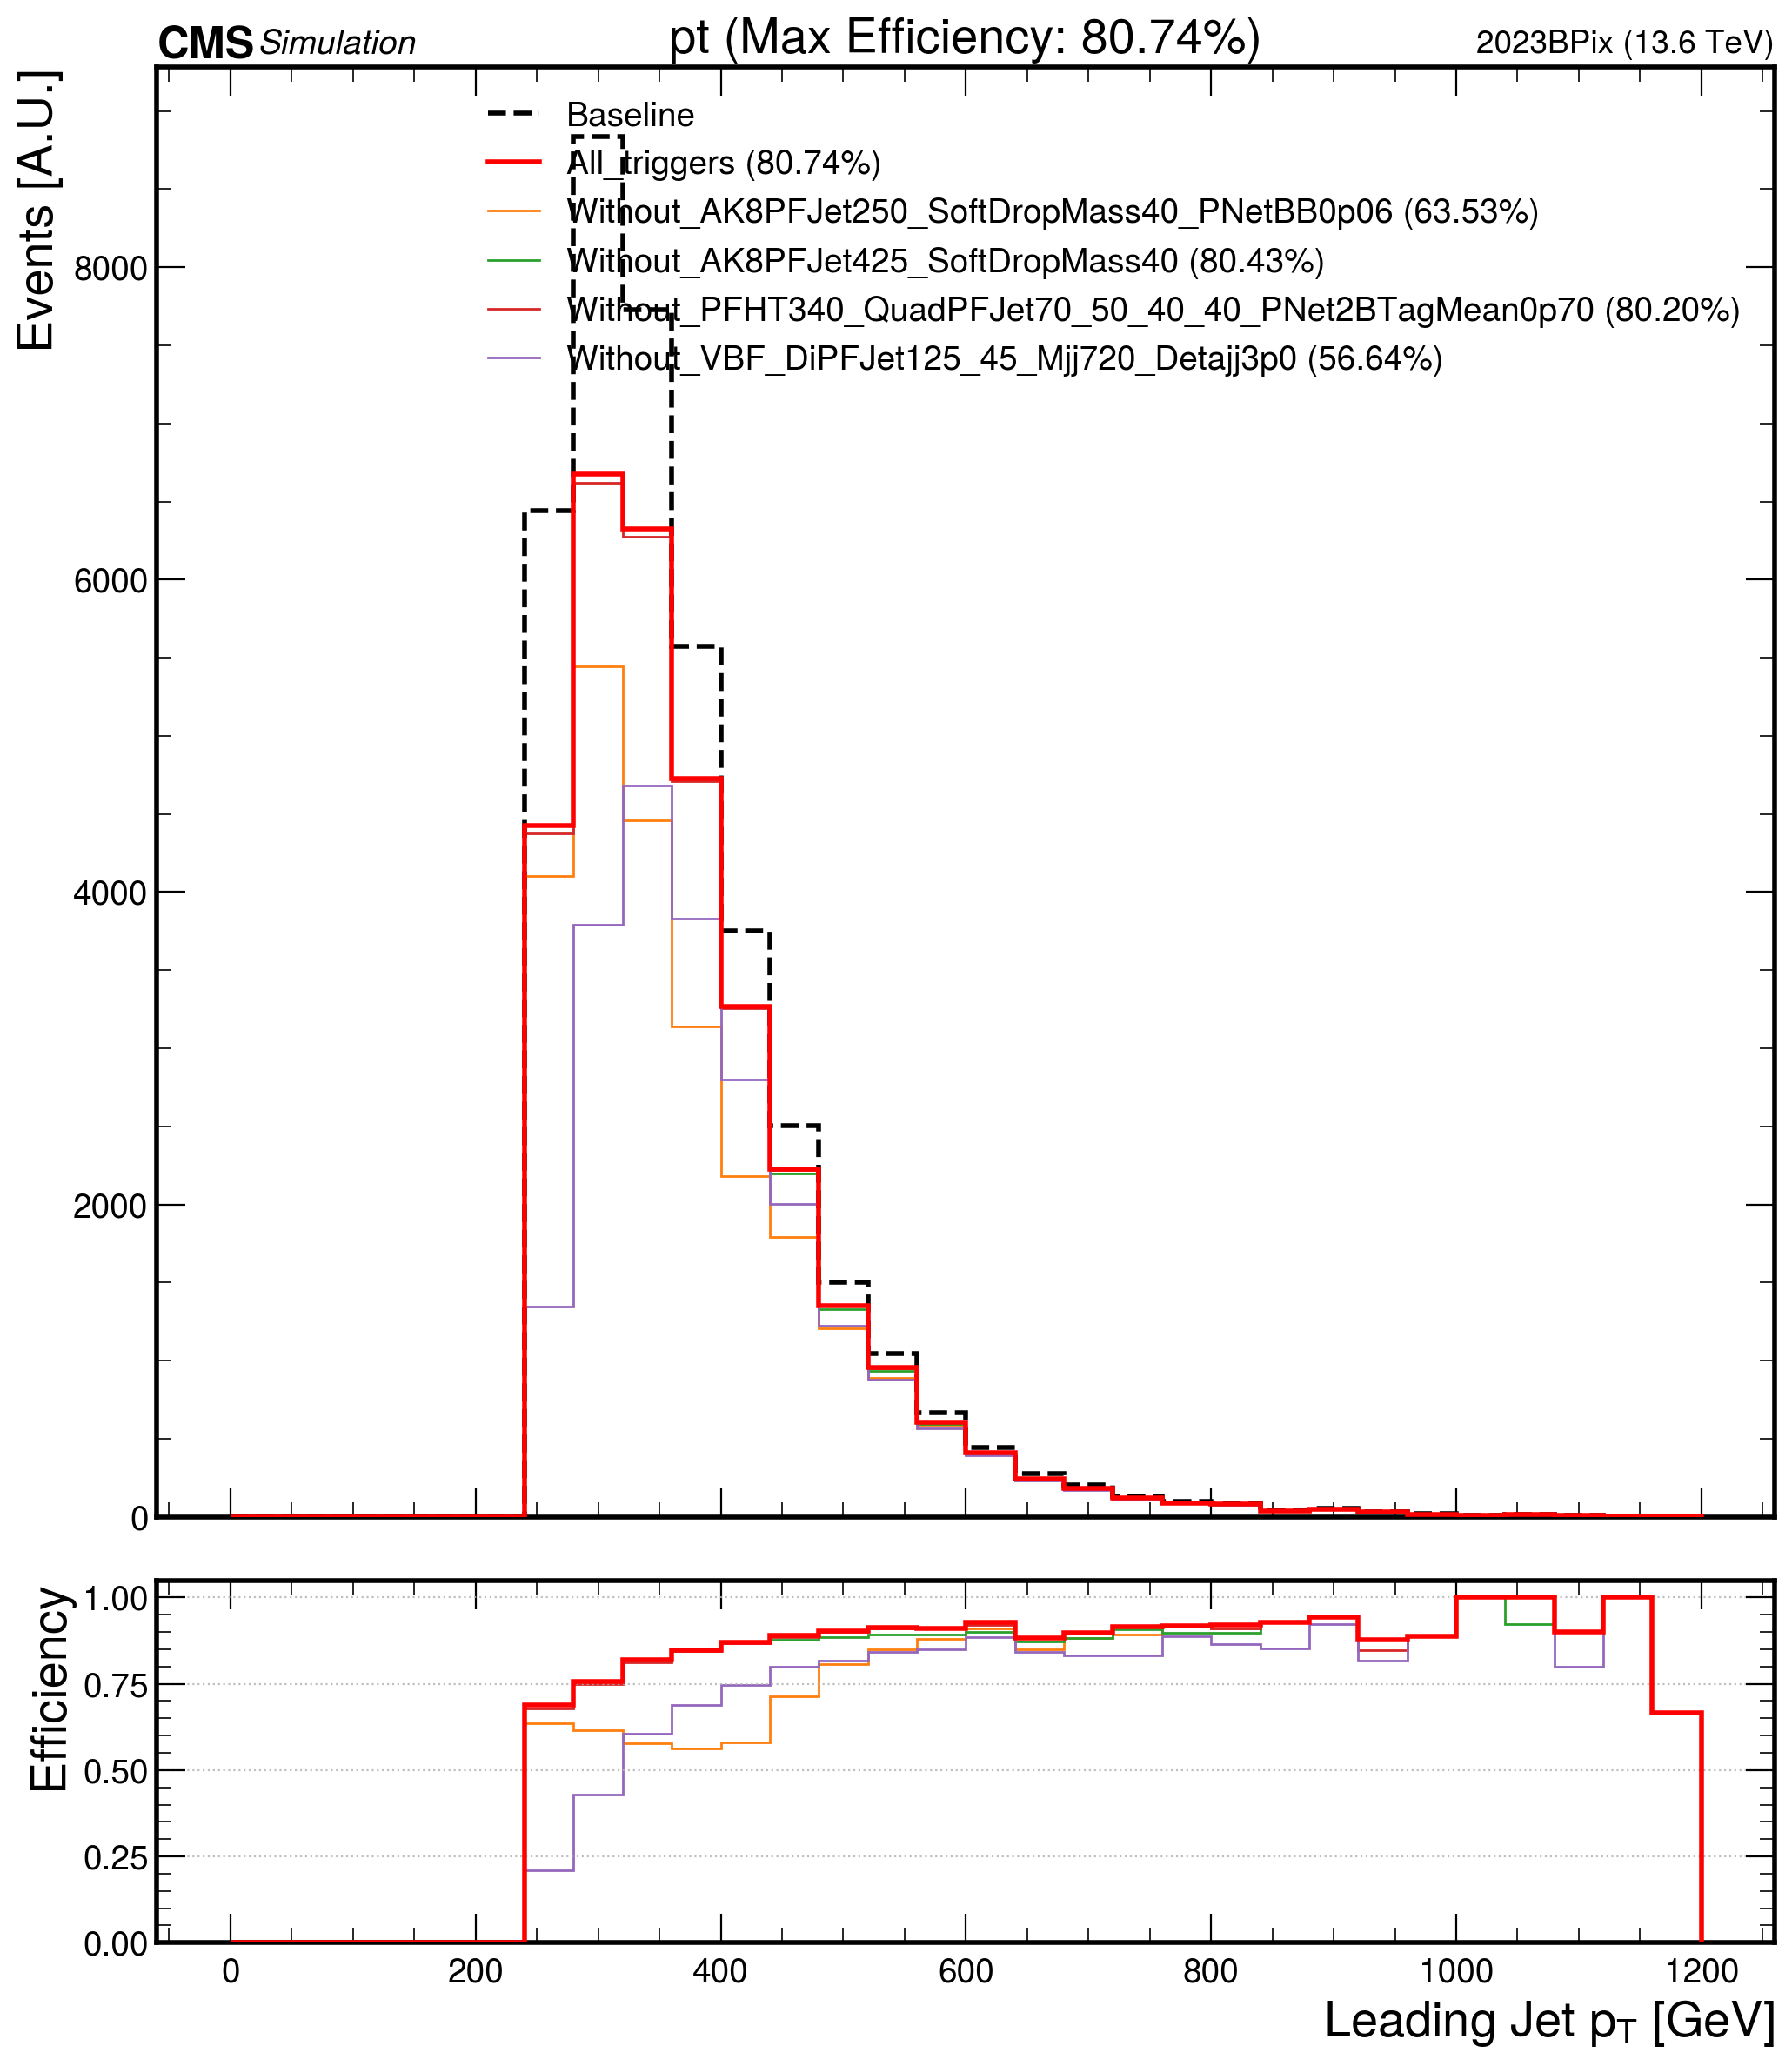 CMS Simulation pt (Max Efficiency: 80.74%) 2023BPix (13.6 TeV)
Events [A.U.]
Baseline
All_triggers (80.74%)
Without_AK8PFJet250_SoftDropMass40_PNetBB0p06 (63.53%)
Without_AK8PFJet425_SoftDropMass40 (80.43%)
Without_PFHT340_QuadPFJet70_50_40_40_PNet2BTagMean0p70 (80.20%)
Without_VBF_DiPFJet125_45_Mjj720_Detajj3p0 (56.64%)
8000
6000
4000
2000
0
Efficiency
1.00
0.75
0.50
0.25
0.00
0 200 400 600 800 1000 1200
Leading Jet pT [GeV]